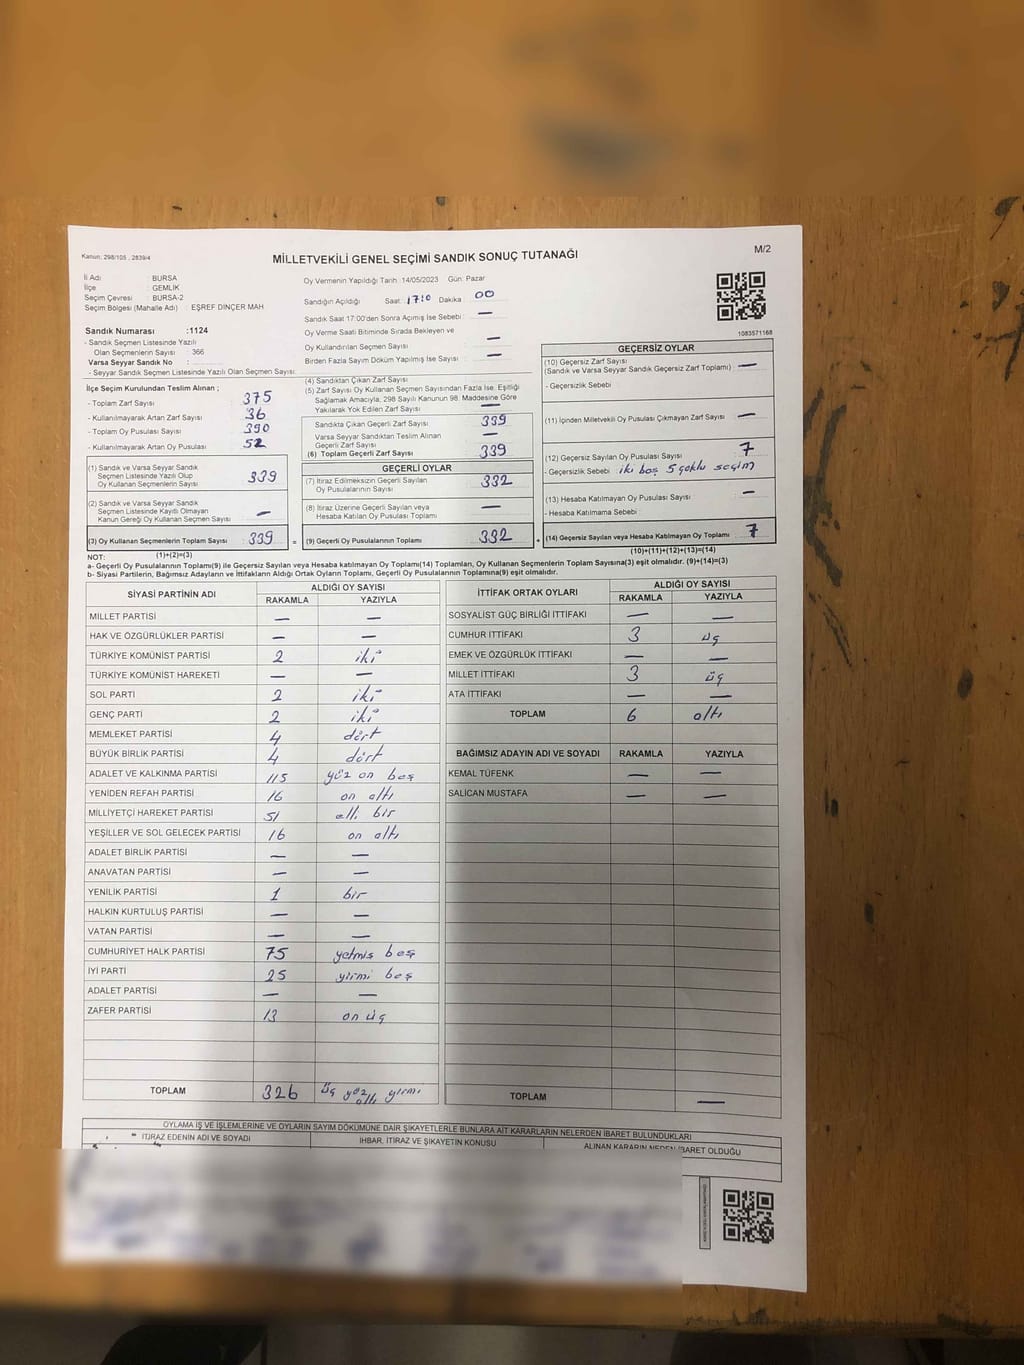 Kanun: 298/105 , 2839/4
MİLLETVEKİLİ GENEL SEÇİMİ SANDIK SONUÇ TUTANAĞI
M/2
İli Adı : BURSA
İlçe : GEMLİK
Seçim Çevresi : BURSA-2
Seçim Bölgesi (Mahalle Adı) : EŞREF DİNÇER MAH
Sandık Numarası :1124
- Sandık Seçmen Listesinde Yazılı
Olan Seçmenlerin Sayısı : 366
Varsa Seyyar Sandık No :
- Seyyar Sandık Seçmen Listesinde Yazılı Olan Seçmen Sayısı:
Oy Vermenin Yapıldığı Tarih :14/05/2023 Gün: Pazar
Sandığın Açıldığı Saat: Dakika : 00
Sandık Saat 17:00'den Sonra Açımış İse Sebebi : —
Oy Verme Saati Bitiminde Sırada Bekleyen ve
Oy Kullandırılan Seçmen Sayısı : —
Birden Fazla Sayım Döküm Yapılmış İse Sayısı : —
1083571168
İlçe Seçim Kurulundan Teslim Alınan ;
- Toplam Zarf Sayısı : 375
- Kullanılmayarak Artan Zarf Sayısı : 36
- Toplam Oy Pusulası Sayısı : 390
- Kullanılmayarak Artan Oy Pusulası : 52
(1) Sandık ve Varsa Seyyar Sandık
Seçmen Listesinde Yazılı Olup
Oy Kullanan Seçmenlerin Sayısı : 339
(2) Sandık ve Varsa Seyyar Sandık
Seçmen Listesinde Kayıtlı Olmayan
Kanun Gereği Oy Kullanan Seçmen Sayısı : —
(3) Oy Kullanan Seçmenlerin Toplam Sayısı : 339 =
(4) Sandıktan Çıkan Zarf Sayısı :
(5) Zarf Sayısı Oy Kullanan Seçmen Sayısından Fazla İse, Eşitliği
Sağlamak Amacıyla; 298 Sayılı Kanunun 98. Maddesine Göre
Yakılarak Yok Edilen Zarf Sayısı : —
Sandıkta Çıkan Geçerli Zarf Sayısı : 339
Varsa Seyyar Sandıktan Teslim Alınan
Geçerli Zarf Sayısı : —
(6) Toplam Geçerli Zarf Sayısı : 339
GEÇERLİ OYLAR
(7) İtiraz Edilmeksizin Geçerli Sayılan
Oy Pusulalarının Sayısı : 332
(8) İtiraz Üzerine Geçerli Sayılan veya
Hesaba Katılan Oy Pusulası Toplamı : —
(9) Geçerli Oy Pusulalarının Toplamı : 332 +
GEÇERSİZ OYLAR
(10) Geçersiz Zarf Sayısı
(Sandık ve Varsa Seyyar Sandık Geçersiz Zarf Toplamı) : —
- Geçersizlik Sebebi :
(11) İçinden Milletvekili Oy Pusulası Çıkmayan Zarf Sayısı : —
(12) Geçersiz Sayılan Oy Pusulası Sayısı : 7
- Geçersizlik Sebebi : iki boş 5 çoklu seçim
(13) Hesaba Katılmayan Oy Pusulası Sayısı : —
- Hesaba Katılmama Sebebi :
(14) Geçersiz Sayılan veya Hesaba Katılmayan Oy Toplamı : 7
NOT: (1)+(2)=(3) (10)+(11)+(12)+(13)=(14)
a- Geçerli Oy Pusulalarının Toplamı(9) ile Geçersiz Sayılan veya Hesaba katılmayan Oy Toplamı(14) Toplamları, Oy Kullanan Seçmenlerin Toplam Sayısına(3) eşit olmalıdır. (9)+(14)=(3)
b- Siyasi Partilerin, Bağımsız Adayların ve İttifakların Aldığı Ortak Oyların Toplamı, Geçerli Oy Pusulalarının Toplamına(9) eşit olmalıdır.
SİYASİ PARTİNİN ADI ALDIĞI OY SAYISI
RAKAMLA YAZIYLA
MİLLET PARTİSİ — —
HAK VE ÖZGÜRLÜKLER PARTİSİ — —
TÜRKİYE KOMÜNİST PARTİSİ 2 iki
TÜRKİYE KOMÜNİST HAREKETİ — —
SOL PARTİ 2 iki
GENÇ PARTİ 2 iki
MEMLEKET PARTİSİ 4 dört
BÜYÜK BİRLİK PARTİSİ 4 dört
ADALET VE KALKINMA PARTİSİ 115 yüz on beş
YENİDEN REFAH PARTİSİ 16 on altı
MİLLİYETÇİ HAREKET PARTİSİ 51 elli bir
YEŞİLLER VE SOL GELECEK PARTİSİ 16 on altı
ADALET BİRLİK PARTİSİ — —
ANAVATAN PARTİSİ — —
YENİLİK PARTİSİ 1 bir
HALKIN KURTULUŞ PARTİSİ — —
VATAN PARTİSİ — —
CUMHURİYET HALK PARTİSİ 75 yetmiş beş
İYİ PARTİ 25 yirmi beş
ADALET PARTİSİ — —
ZAFER PARTİSİ 13 on üç
TOPLAM 326 üç yüz yirmi altı
İTTİFAK ORTAK OYLARI ALDIĞI OY SAYISI
RAKAMLA YAZIYLA
SOSYALİST GÜÇ BİRLİĞİ İTTİFAKI — —
CUMHUR İTTİFAKI 3 üç
EMEK VE ÖZGÜRLÜK İTTİFAKI — —
MİLLET İTTİFAKI 3 üç
ATA İTTİFAKI — —
TOPLAM 6 altı
BAĞIMSIZ ADAYIN ADI VE SOYADI RAKAMLA YAZIYLA
KEMAL TÜFENK — —
SALİCAN MUSTAFA — —
TOPLAM —
OYLAMA İŞ VE İŞLEMLERİNE VE OYLARIN SAYIM DÖKÜMÜNE DAİR ŞİKAYETLERLE BUNLARA AİT KARARLARIN NELERDEN İBARET BULUNDUKLARI
İTİRAZ EDENİN ADI VE SOYADI İHBAR, İTİRAZ VE ŞİKAYETİN KONUSU ALINAN KARARIN NEDEN İBARET OLDUĞU